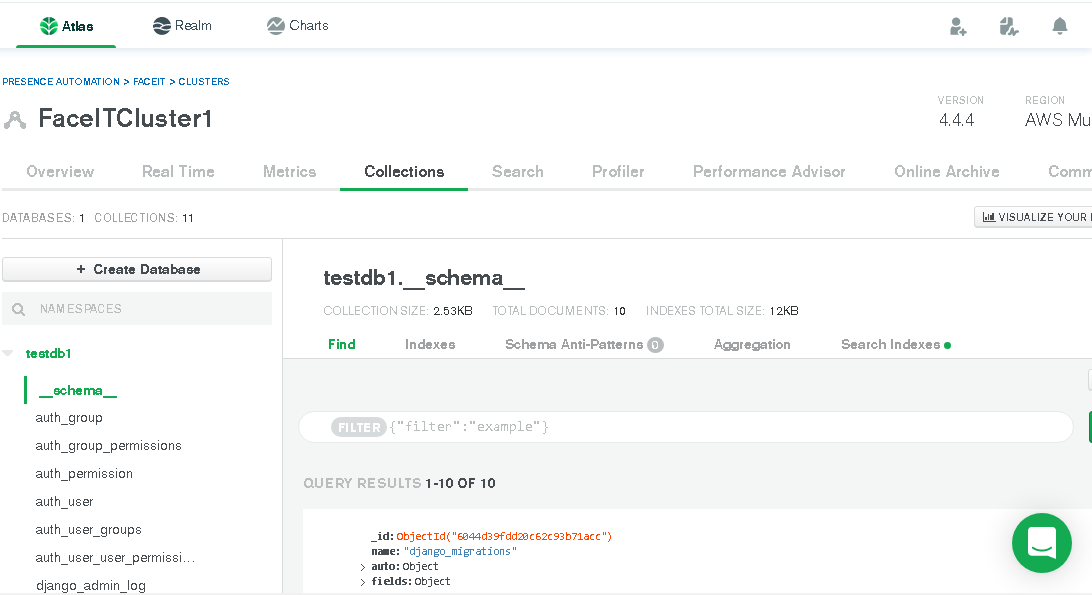 Atlas Realm Charts
PRESENCE AUTOMATION > FACEIT > CLUSTERS
FaceITCluster1
VERSION REGION
4.4.4 AWS Mu
Overview Real Time Metrics Collections Search Profiler Performance Advisor Online Archive Comm
DATABASES: 1 COLLECTIONS: 11
VISUALIZE YOUR
+ Create Database
NAMESPACES
testdb1
__schema__
auth_group
auth_group_permissions
auth_permission
auth_user
auth_user_groups
auth_user_user_permissi...
django_admin_log
testdb1.__schema__
COLLECTION SIZE: 2.53KB TOTAL DOCUMENTS: 10 INDEXES TOTAL SIZE: 12KB
Find Indexes Schema Anti-Patterns 0 Aggregation Search Indexes
FILTER {"filter":"example"}
QUERY RESULTS 1-10 OF 10
_id: ObjectId("6044d39fdd20c62c93b71acc")
name: "django_migrations"
> auto: Object
> fields: Object